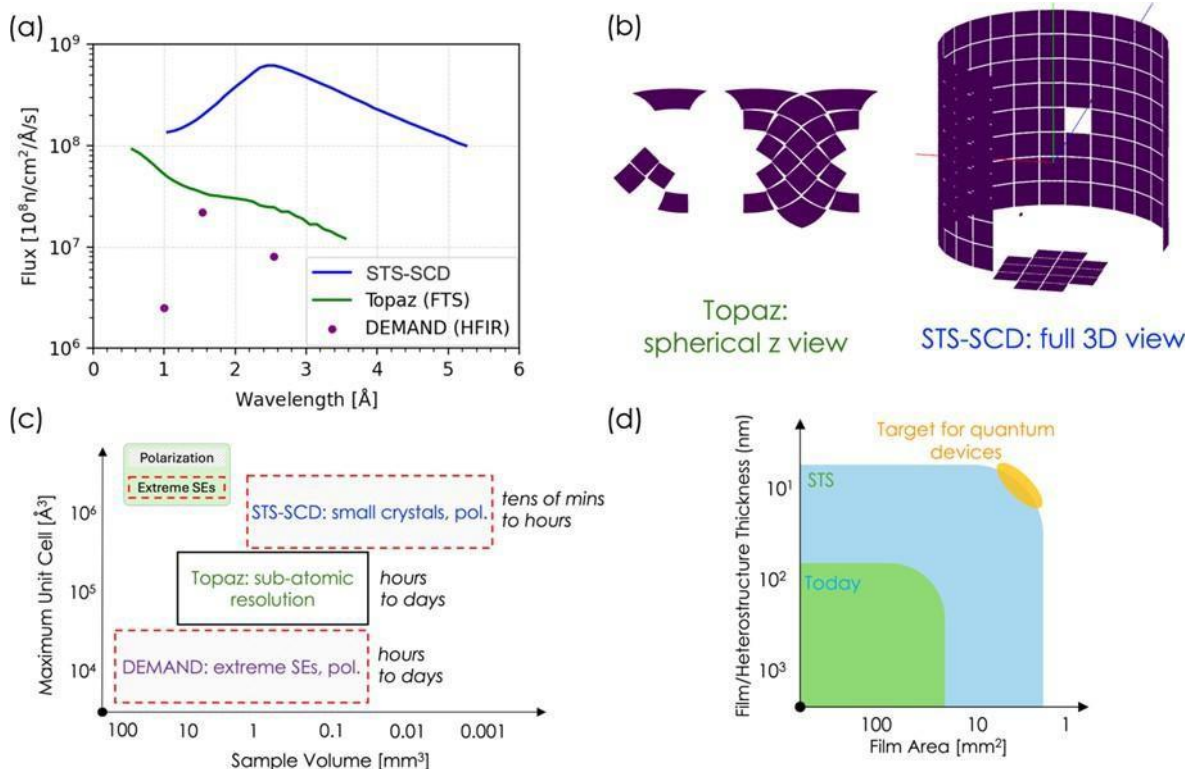 (a)
10⁹
10⁸
10⁷
10⁶
Flux [10⁸n/cm²/Å/s]
0 1 2 3 4 5 6
Wavelength [Å]
STS-SCD
Topaz (FTS)
DEMAND (HFIR)
(b)
Topaz:
spherical z view
STS-SCD: full 3D view
(c)
Maximum Unit Cell [Å³]
10⁶
10⁵
10⁴
Polarization
Extreme SEs
STS-SCD: small crystals, pol.
tens of mins
to hours
Topaz: sub-atomic
resolution
hours
to days
DEMAND: extreme SEs, pol.
hours
to days
100 10 1 0.1 0.01 0.001
Sample Volume [mm³]
(d)
Film/Heterostructure Thickness (nm)
10¹
10²
10³
Target for quantum
devices
STS
Today
100 10 1
Film Area [mm²]